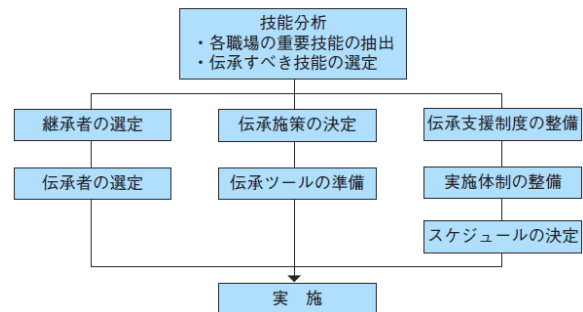 技能分析
・各職場の重要技能の抽出
・伝承すべき技能の選定
継承者の選定
伝承施策の決定
伝承支援制度の整備
伝承者の選定
伝承ツールの準備
実施体制の整備
スケジュールの決定
実　施